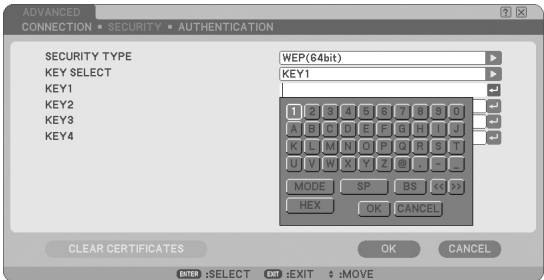 ADVANCED
CONNECTION ▪ SECURITY ▪ AUTHENTICATION
SECURITY TYPE WEP(64bit)
KEY SELECT KEY1
KEY1
KEY2
KEY3
KEY4
1 2 3 4 5 6 7 8 9 0
A B C D E F G H I J
K L M N O P Q R S T
U V W X Y Z @ . - _
MODE SP BS << >>
HEX OK CANCEL
CLEAR CERTIFICATES OK CANCEL
ENTER :SELECT EXIT :EXIT ♦ :MOVE